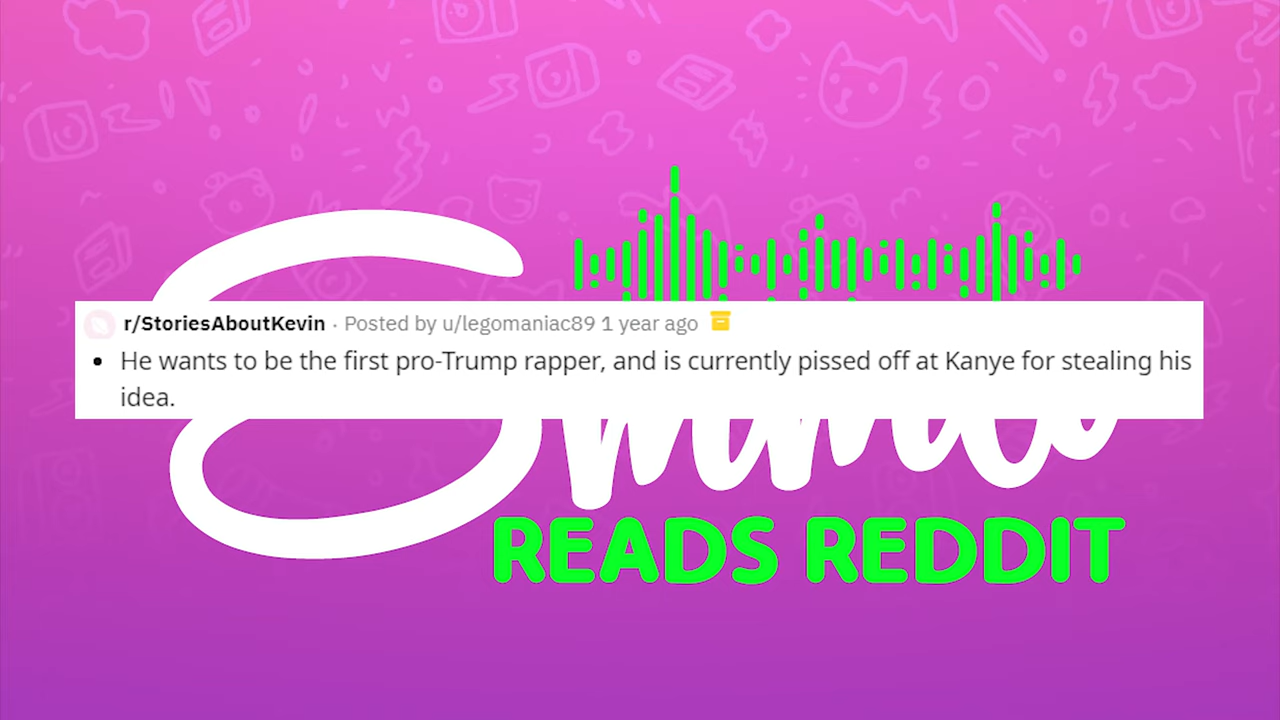 r/StoriesAboutKevin · Posted by u/legomaniac89 1 year ago
• He wants to be the first pro-Trump rapper, and is currently pissed off at Kanye for stealing his
idea.
READS REDDIT